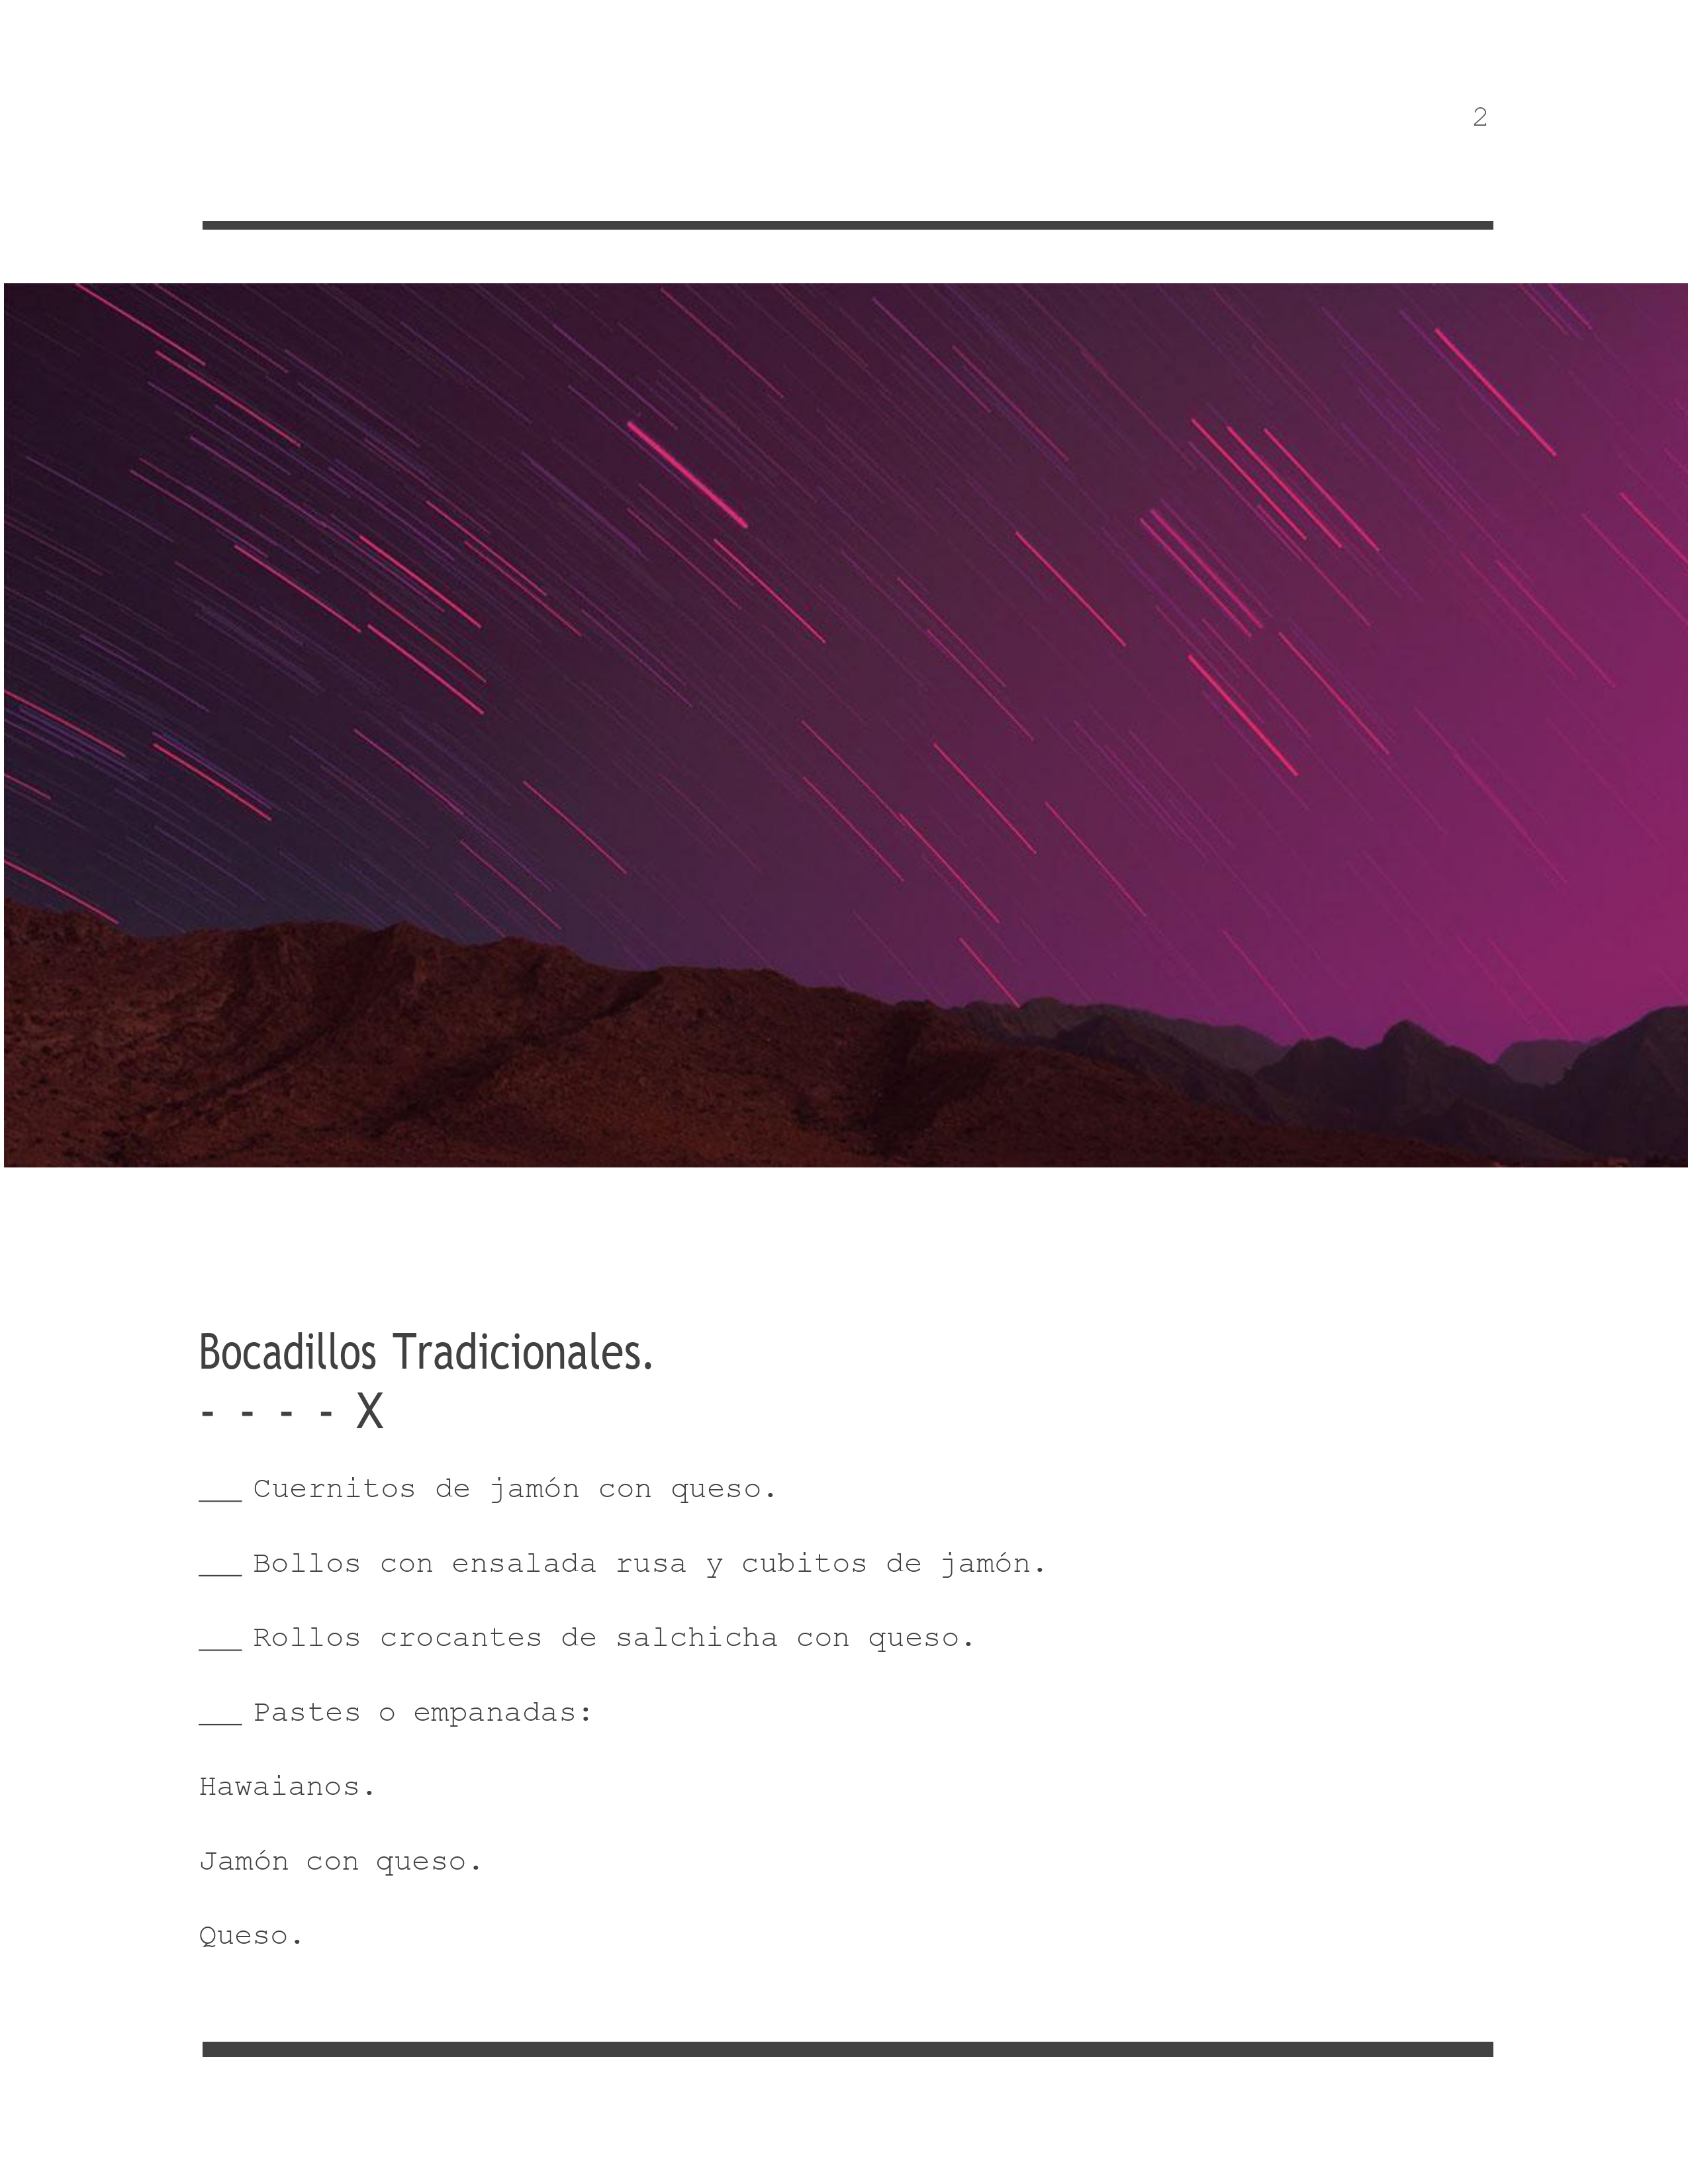 2
Bocadillos Tradicionales.
- - - - X
___ Cuernitos de jamón con queso.
___ Bollos con ensalada rusa y cubitos de jamón.
___ Rollos crocantes de salchicha con queso.
___ Pastes o empanadas:
Hawaianos.
Jamón con queso.
Queso.